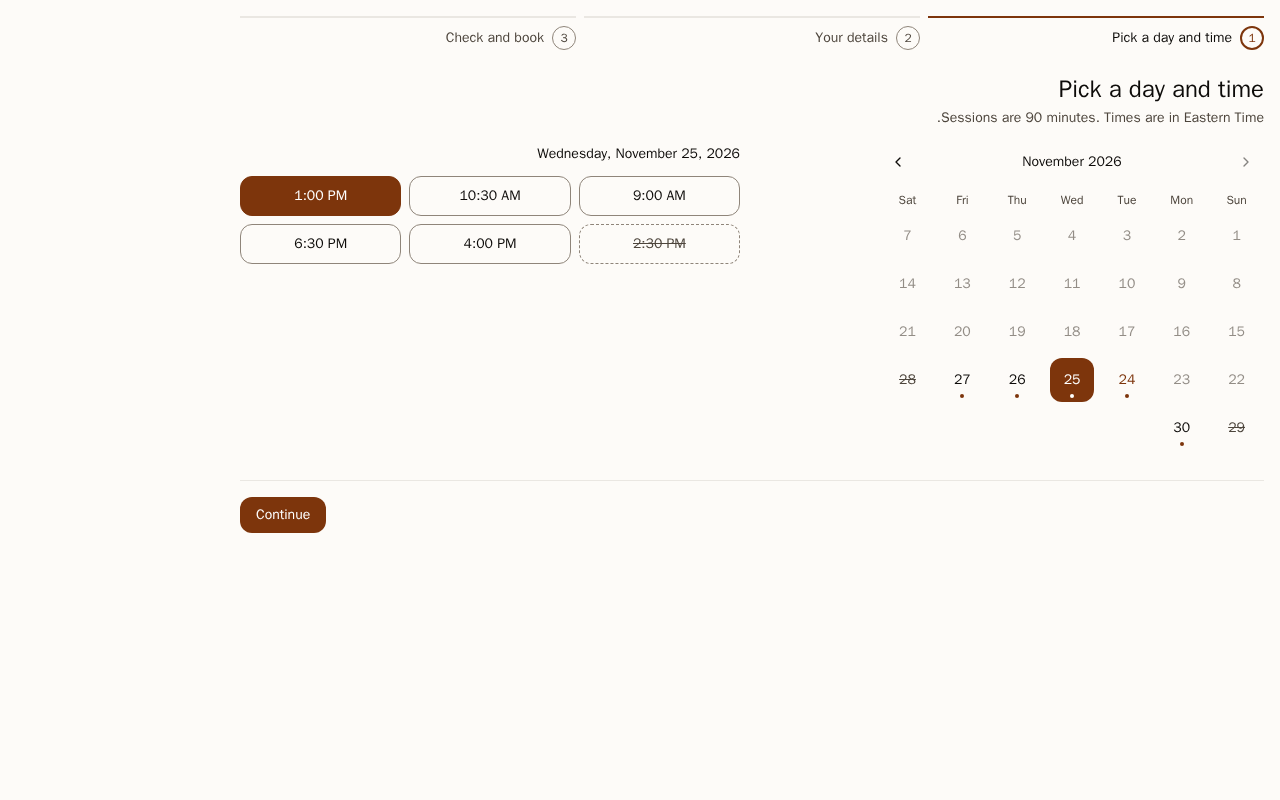 1 Pick a day and time
2 Your details
3 Check and book
Pick a day and time
.Sessions are 90 minutes. Times are in Eastern Time
November 2026
Sun Mon Tue Wed Thu Fri Sat
1 2 3 4 5 6 7
8 9 10 11 12 13 14
15 16 17 18 19 20 21
22 23 24 25 26 27 28
29 30
Wednesday, November 25, 2026
9:00 AM 10:30 AM 1:00 PM
2:30 PM 4:00 PM 6:30 PM
Continue